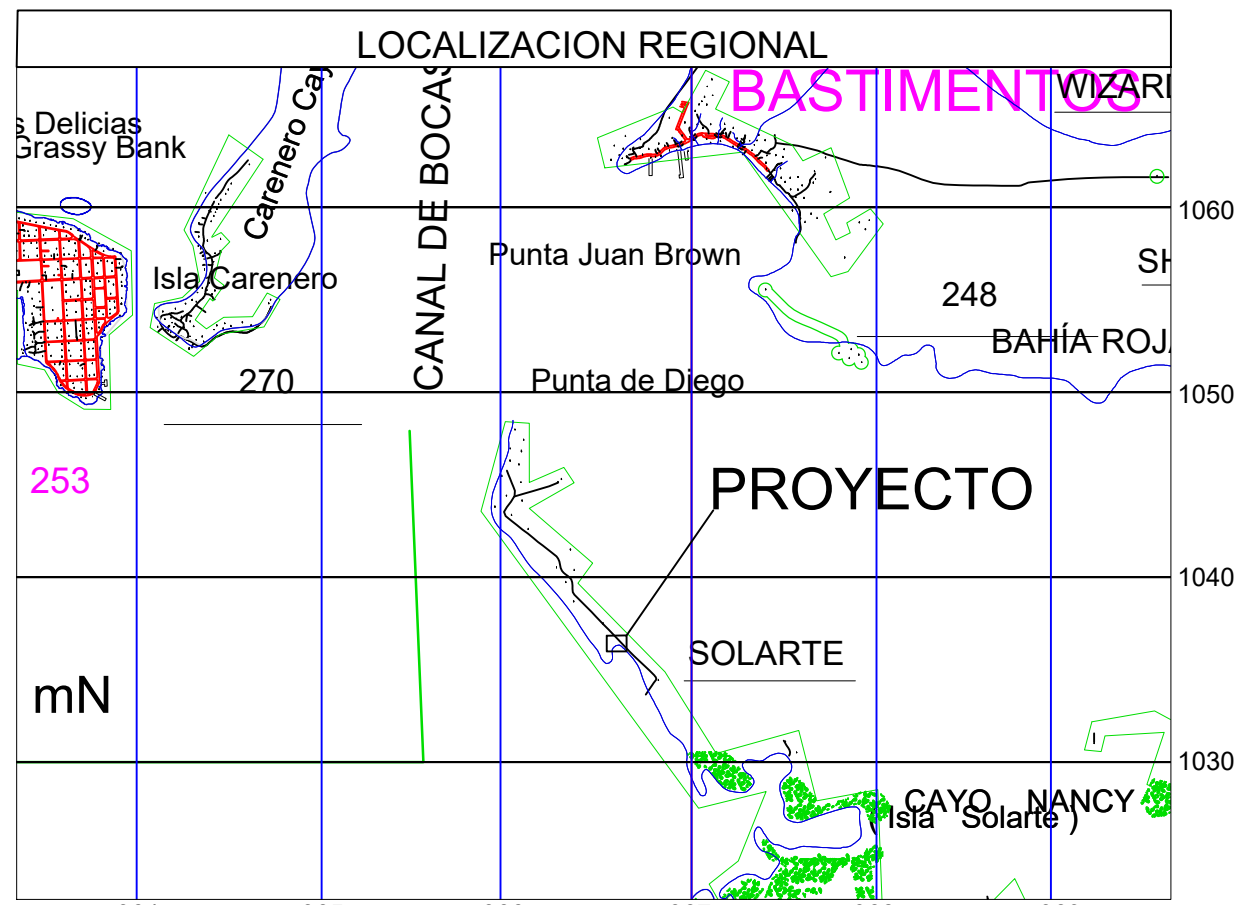 LOCALIZACION REGIONAL
BASTIMENTOS
WIZARD
s Delicias
Grassy Bank
Carenero Cay
CANAL DE BOCAS
1060
Punta Juan Brown
SH
Isla Carenero
248
BAHÍA ROJA
270
Punta de Diego
1050
253
PROYECTO
1040
SOLARTE
mN
1030
CAYO NANCY
( Isla Solarte )